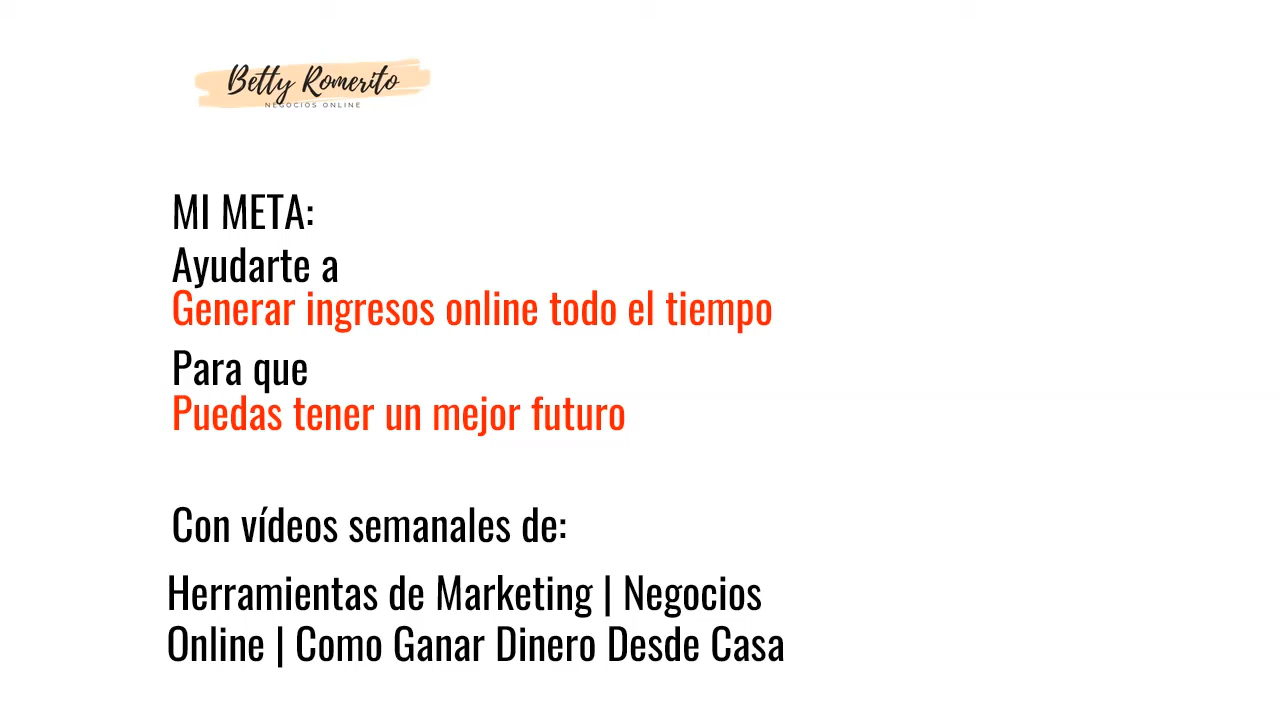 Betty Romerito
NEGOCIOS ONLINE
MI META:
Ayudarte a
Generar ingresos online todo el tiempo
Para que
Puedas tener un mejor futuro
Con vídeos semanales de:
Herramientas de Marketing | Negocios
Online | Como Ganar Dinero Desde Casa